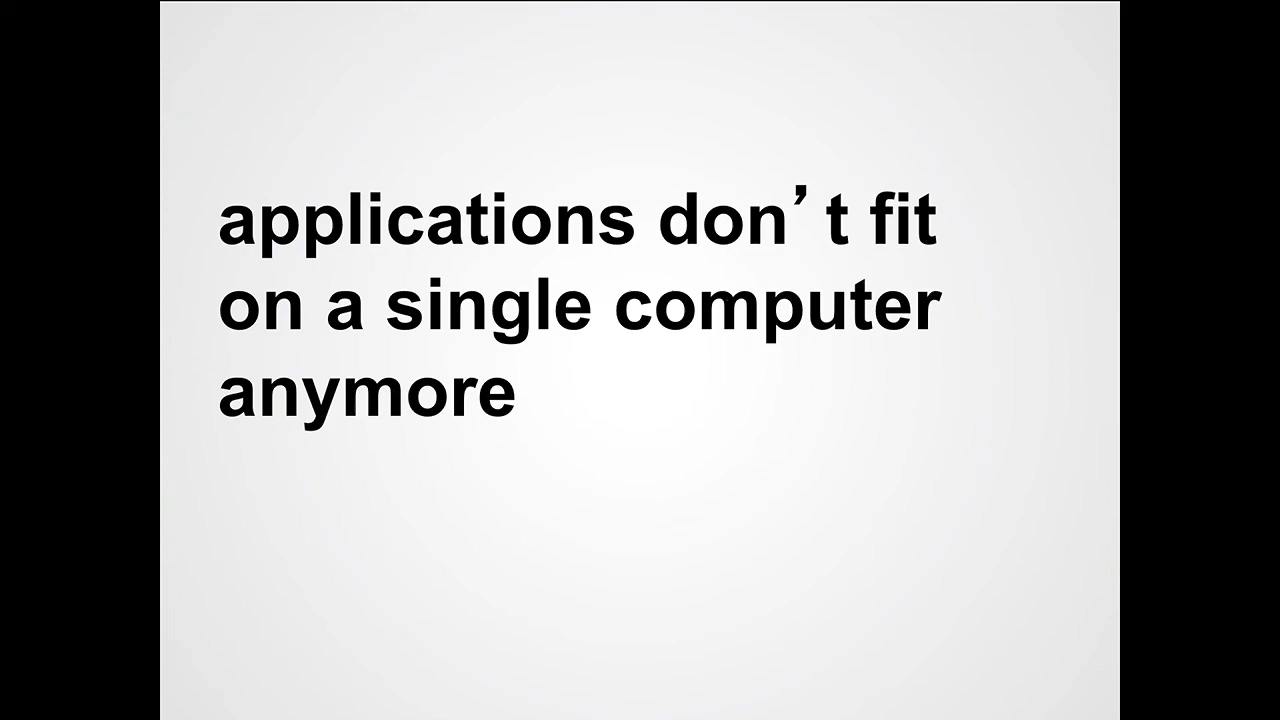 applications don’t fit
on a single computer
anymore